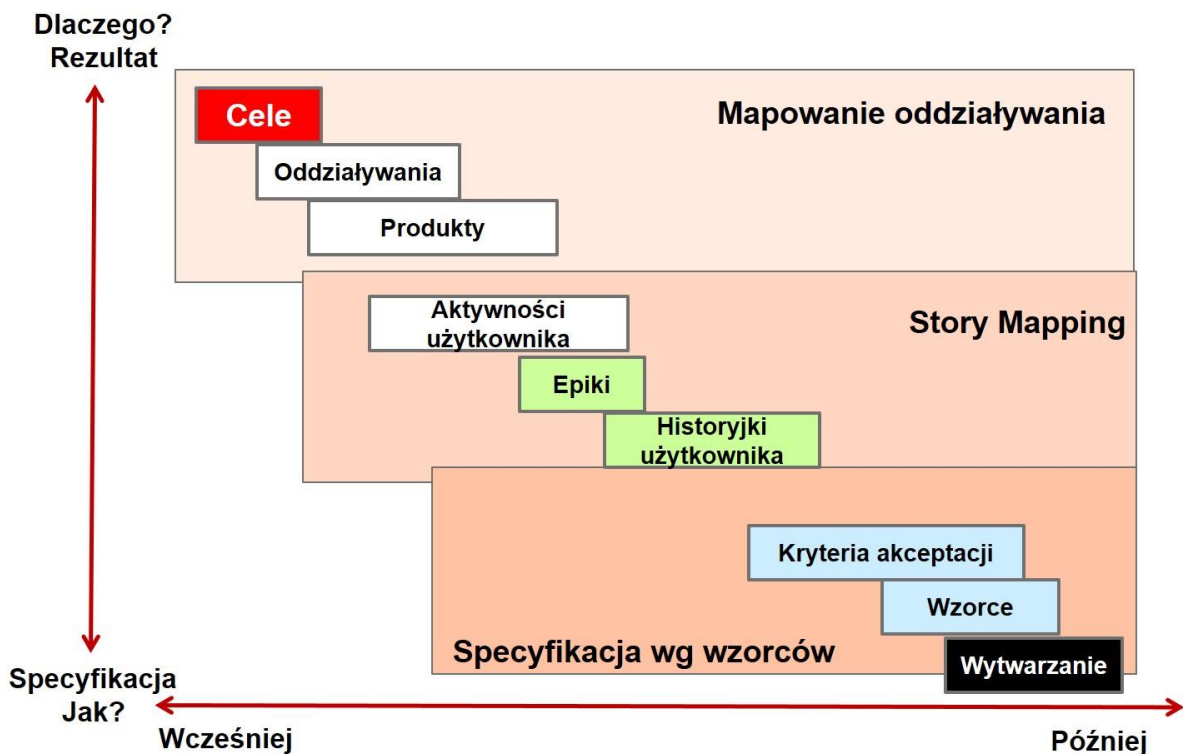 Dlaczego?
Rezultat
Cele
Mapowanie oddziaływania
Oddziaływania
Produkty
Aktywności
użytkownika
Story Mapping
Epiki
Historyjki
użytkownika
Kryteria akceptacji
Wzorce
Specyfikacja wg wzorców
Wytwarzanie
Specyfikacja
Jak?
Wcześniej
Później